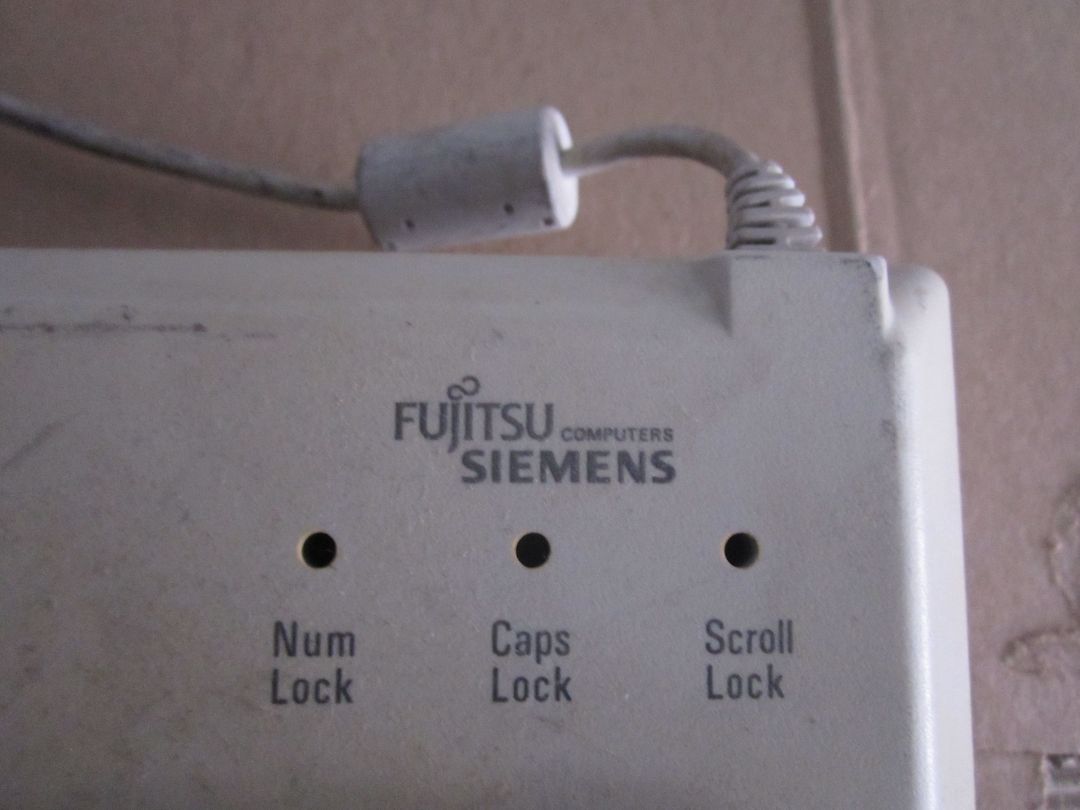 FUJITSU COMPUTERS
SIEMENS
Num Caps Scroll
Lock Lock Lock